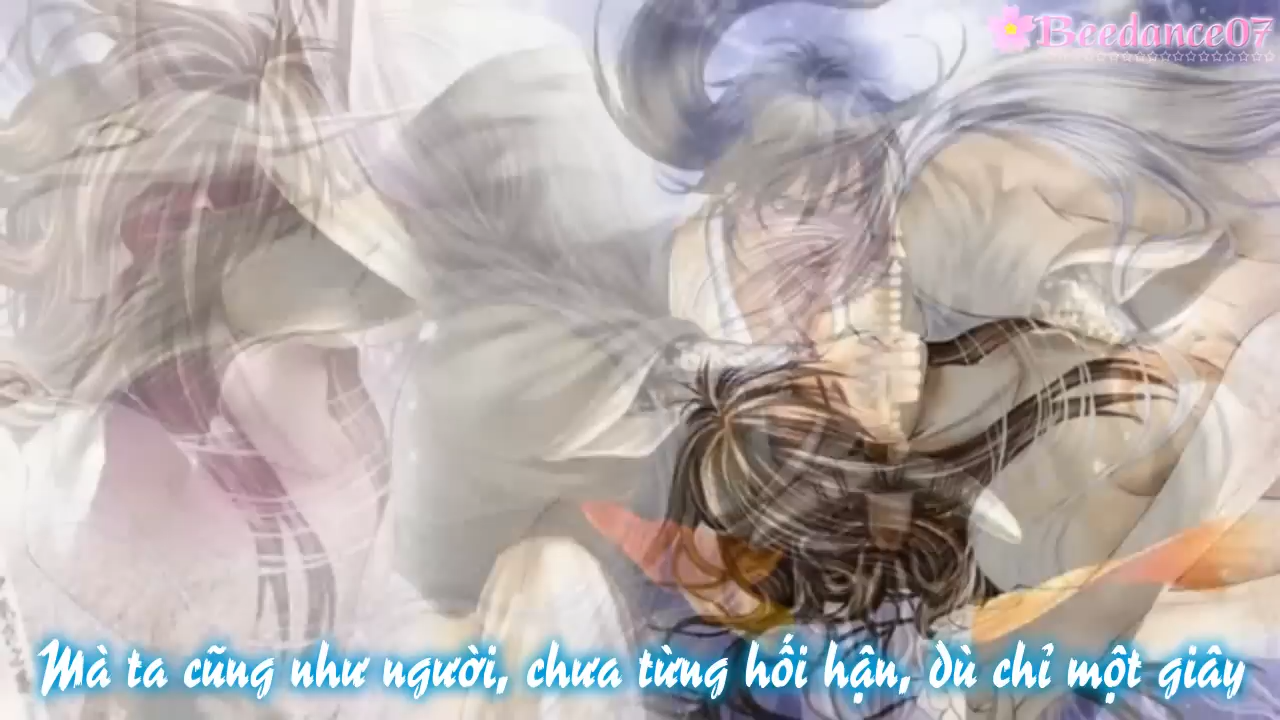 Beedance07
Mà ta cũng như người, chưa từng hối hận, dù chỉ một giây